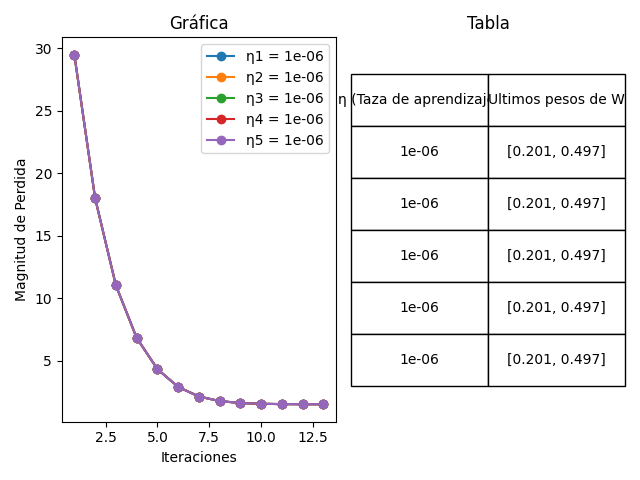 Gráfica
Magnitud de Perdida
30
25
20
15
10
5
2.5 5.0 7.5 10.0 12.5
Iteraciones
η1 = 1e-06
η2 = 1e-06
η3 = 1e-06
η4 = 1e-06
η5 = 1e-06
Tabla
η (Taza de aprendizaj Ultimos pesos de W
1e-06 [0.201, 0.497]
1e-06 [0.201, 0.497]
1e-06 [0.201, 0.497]
1e-06 [0.201, 0.497]
1e-06 [0.201, 0.497]